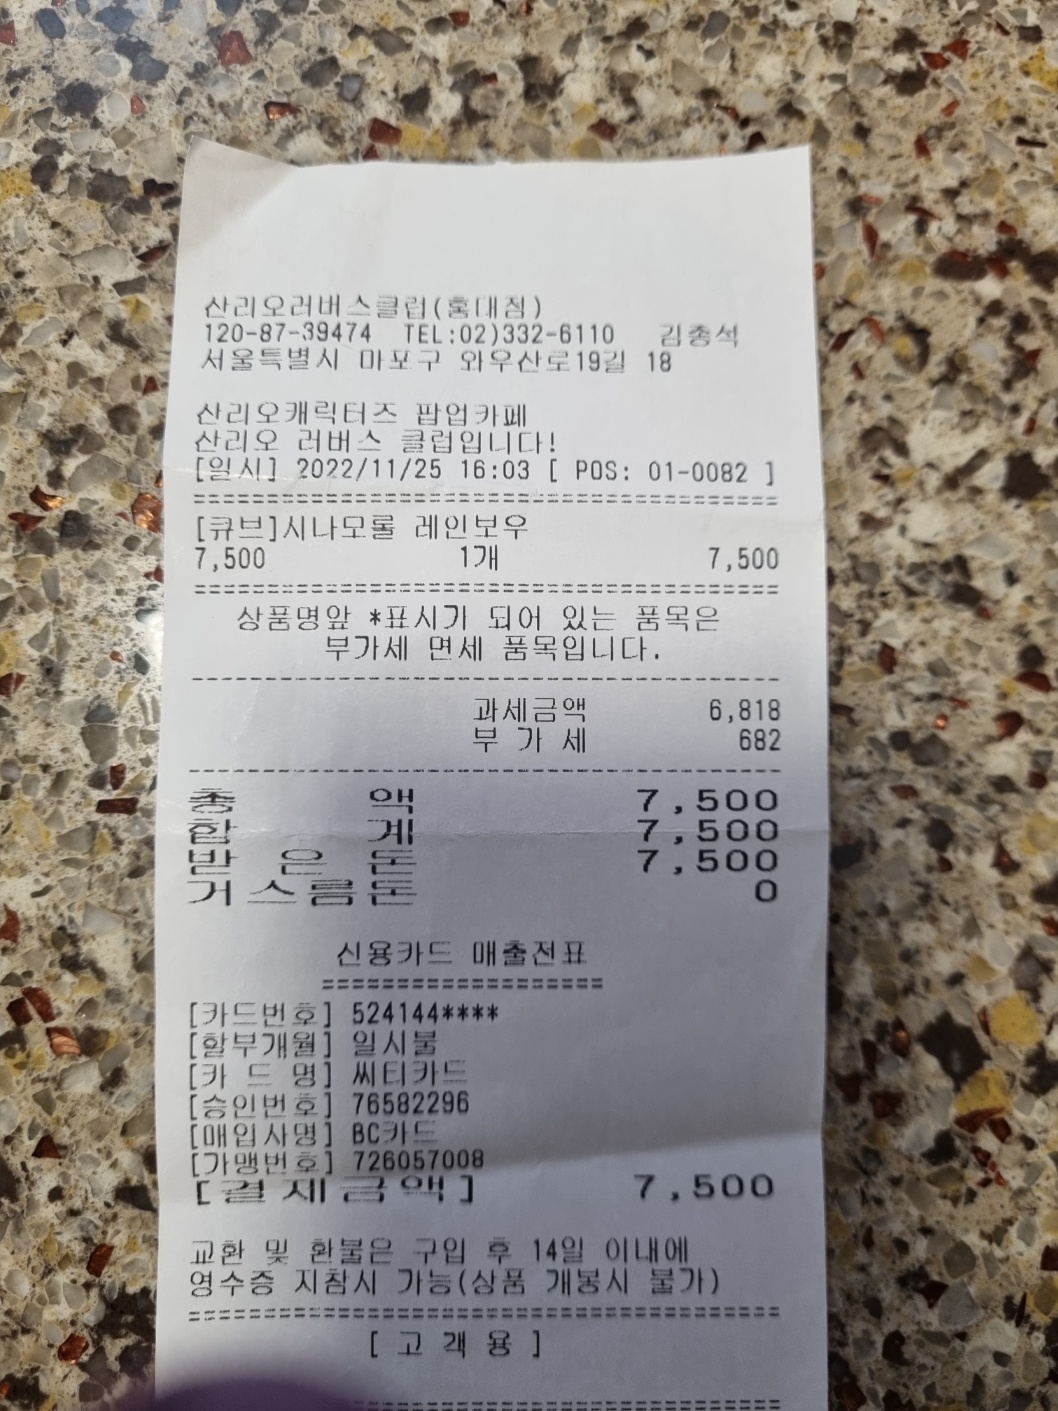 산리오러버스클럽(홍대점)
120-87-39474 TEL:02)332-6110 김종석
서울특별시 마포구 와우산로19길 18
산리오캐릭터즈 팝업카페
산리오 러버스 클럽입니다!
[일시] 2022/11/25 16:03 [ POS: 01-0082 ]
[큐브]시나모롤 레인보우
7,500 1개 7,500
상품명앞 *표시가 되어 있는 품목은
부가세 면세 품목입니다.
과세금액 6,818
부 가 세 682
총 액 7,500
합 계 7,500
받 은 돈 7,500
거스름돈 0
신용카드 매출전표
[카드번호] 524144****
[할부개월] 일시불
[카 드 명] 씨티카드
[승인번호] 76582296
[매입사명] BC카드
[가맹번호] 726057008
[결제금액] 7,500
교환 및 환불은 구입 후 14일 이내에
영수증 지참시 가능(상품 개봉시 불가)
[ 고 객 용 ]